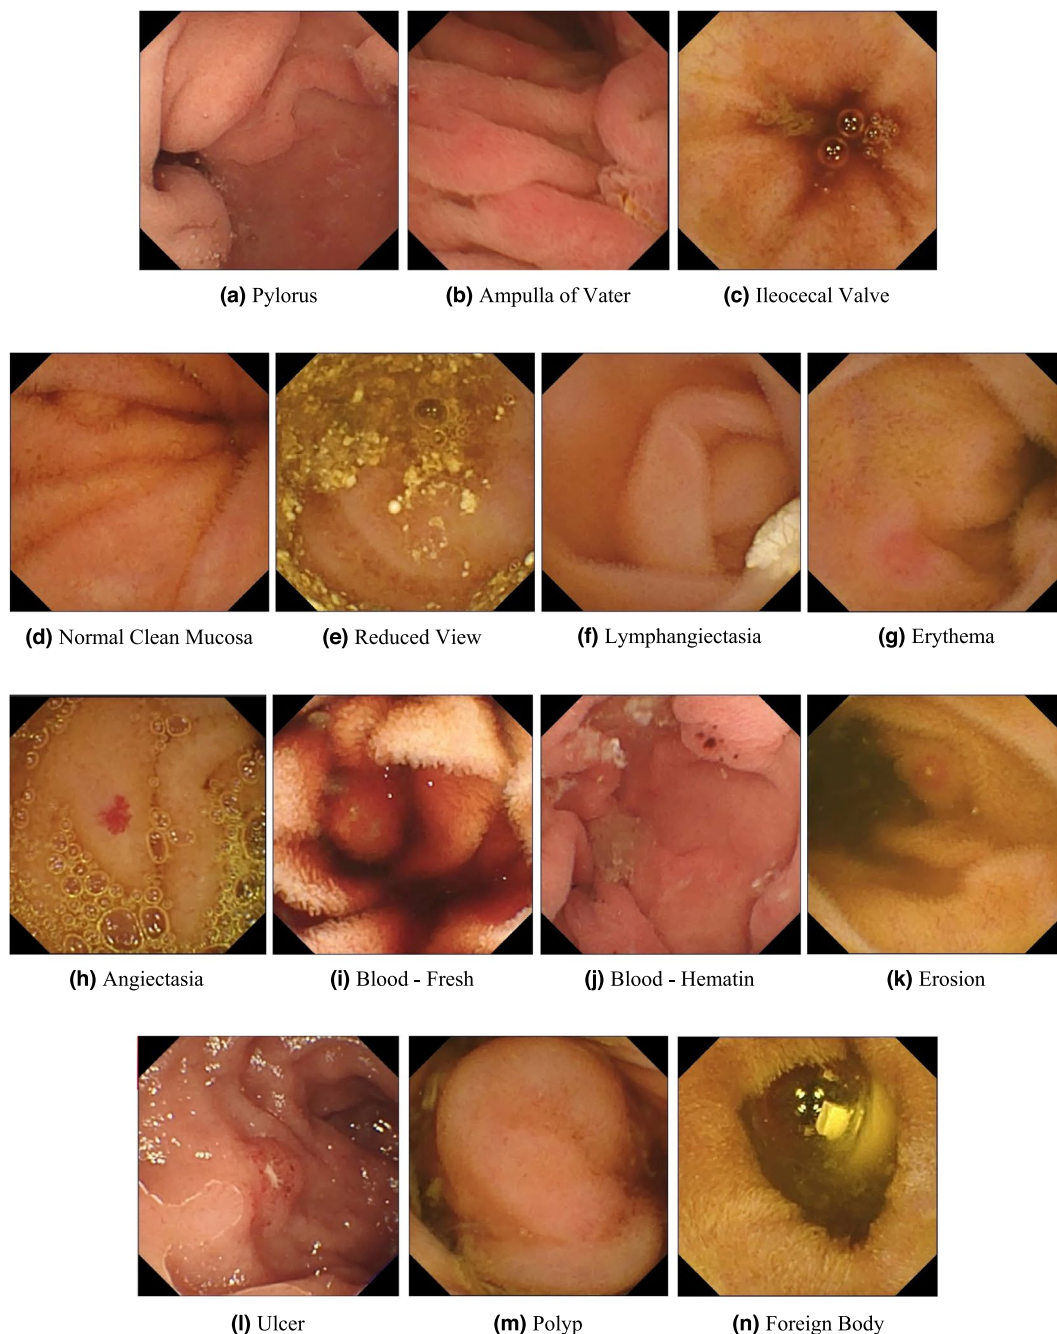 (a) Pylorus
(b) Ampulla of Vater
(c) Ileocecal Valve
(d) Normal Clean Mucosa
(e) Reduced View
(f) Lymphangiectasia
(g) Erythema
(h) Angiectasia
(i) Blood - Fresh
(j) Blood - Hematin
(k) Erosion
(l) Ulcer
(m) Polyp
(n) Foreign Body